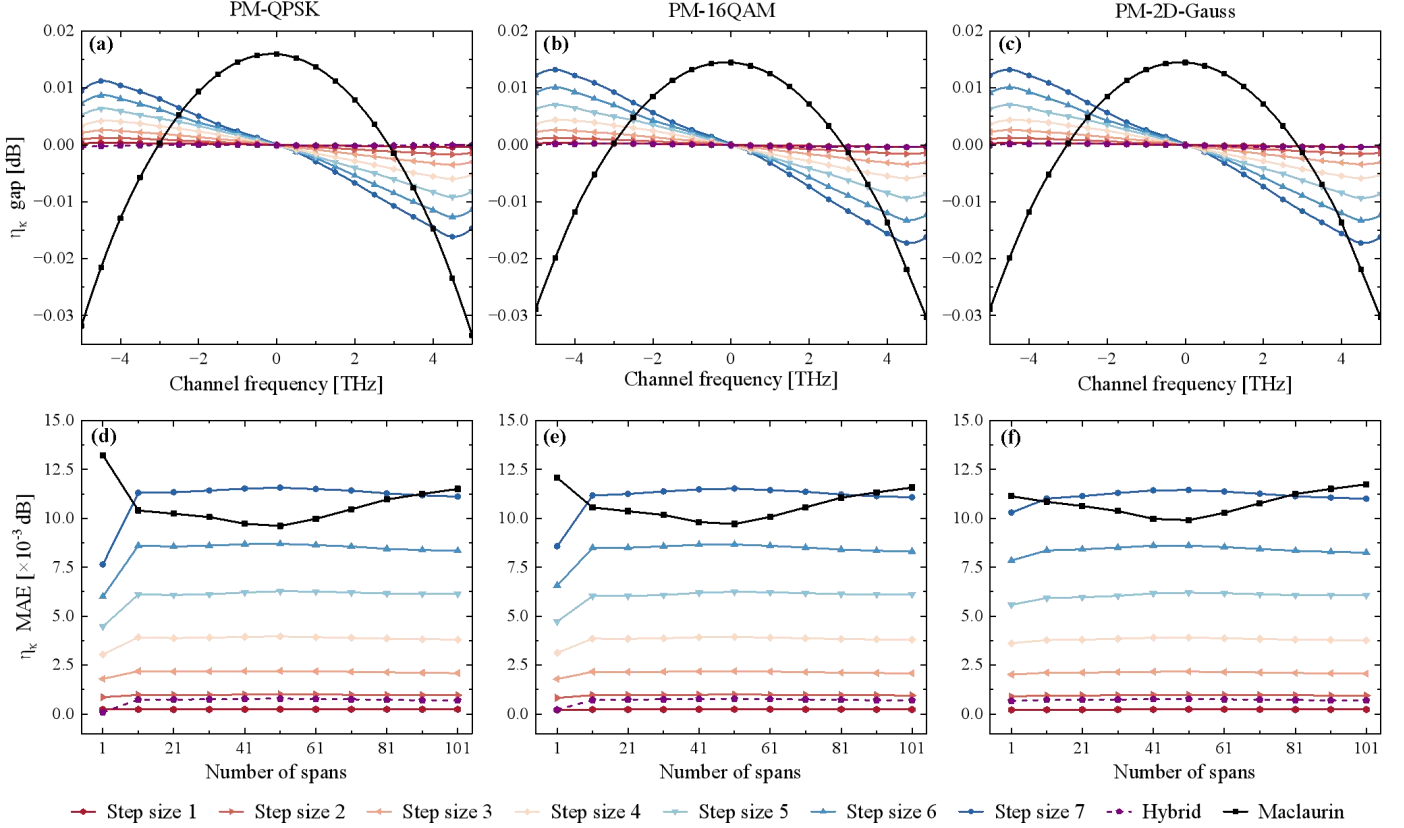 PM-QPSK PM-16QAM PM-2D-Gauss
(a) (b) (c)
0.02 0.02 0.02
0.01 0.01 0.01
0.00 0.00 0.00
−0.01 −0.01 −0.01
−0.02 −0.02 −0.02
−0.03 −0.03 −0.03
ηκ gap [dB]
−4 −2 0 2 4 −4 −2 0 2 4 −4 −2 0 2 4
Channel frequency [THz] Channel frequency [THz] Channel frequency [THz]
(d) (e) (f)
15.0 15.0 15.0
12.5 12.5 12.5
10.0 10.0 10.0
7.5 7.5 7.5
5.0 5.0 5.0
2.5 2.5 2.5
0.0 0.0 0.0
ηκ MAE [×10⁻³ dB]
1 21 41 61 81 101 1 21 41 61 81 101 1 21 41 61 81 101
Number of spans Number of spans Number of spans
Step size 1 Step size 2 Step size 3 Step size 4 Step size 5 Step size 6 Step size 7 Hybrid Maclaurin